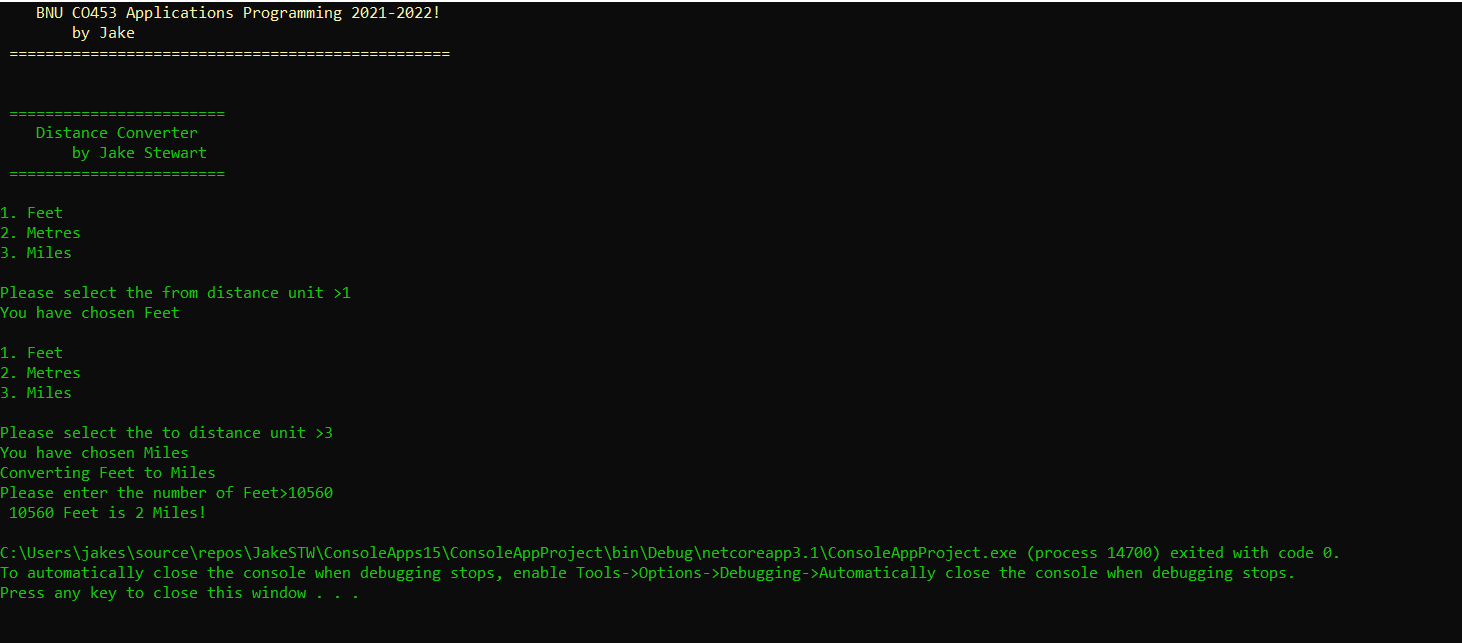 BNU CO453 Applications Programming 2021-2022!
by Jake
=================================================
========================
Distance Converter
by Jake Stewart
========================
1. Feet
2. Metres
3. Miles
Please select the from distance unit >1
You have chosen Feet
1. Feet
2. Metres
3. Miles
Please select the to distance unit >3
You have chosen Miles
Converting Feet to Miles
Please enter the number of Feet>10560
10560 Feet is 2 Miles!
C:\Users\jakes\source\repos\JakeSTW\ConsoleApps15\ConsoleAppProject\bin\Debug\netcoreapp3.1\ConsoleAppProject.exe (process 14700) exited with code 0.
To automatically close the console when debugging stops, enable Tools->Options->Debugging->Automatically close the console when debugging stops.
Press any key to close this window . . .